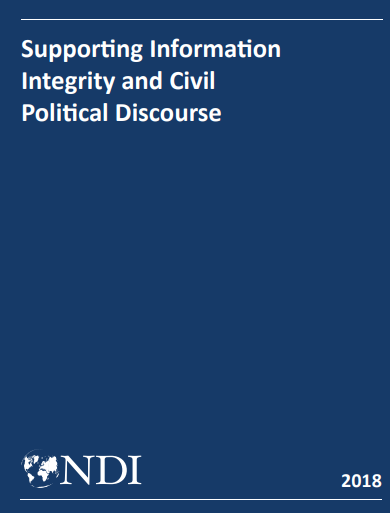 Supporting Information
Integrity and Civil
Political Discourse
NDI
2018